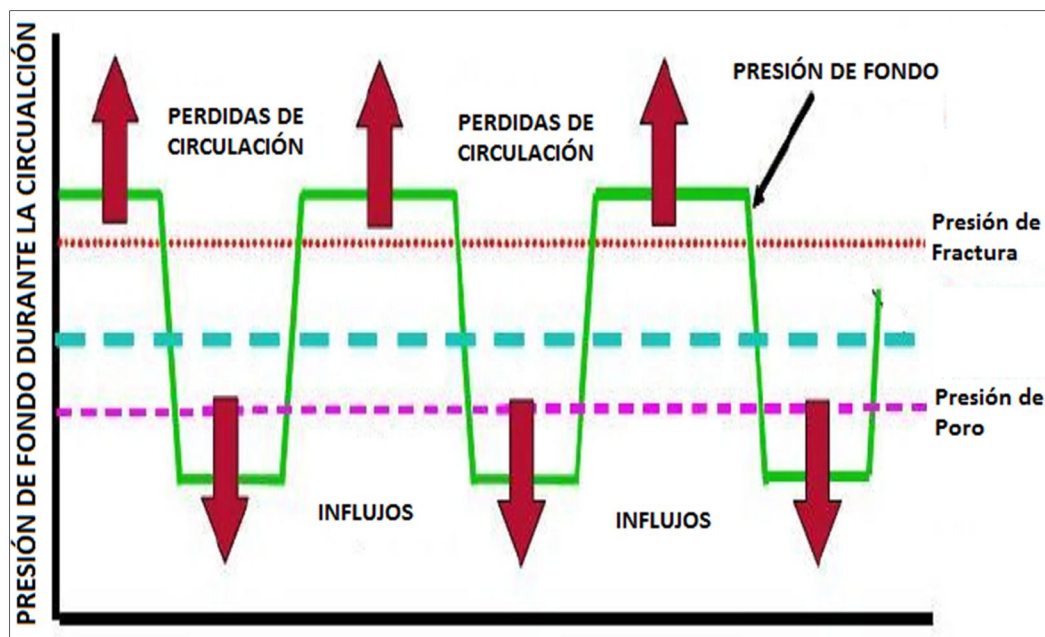 PRESIÓN DE FONDO DURANTE LA CIRCUALCIÓN
PRESIÓN DE FONDO
PERDIDAS DE
CIRCULACIÓN
PERDIDAS DE
CIRCULACIÓN
Presión de
Fractura
Presión de
Poro
INFLUJOS
INFLUJOS